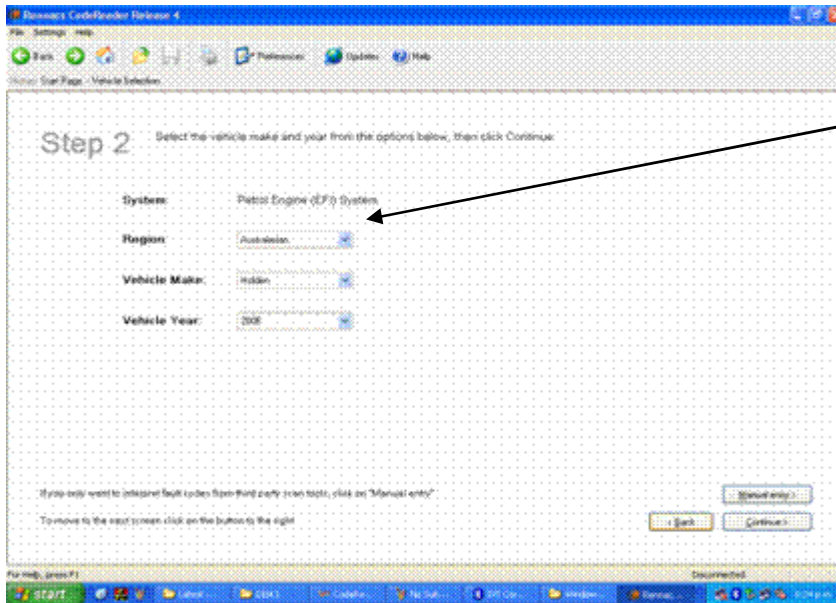 Rennacs CodeReader Release 4
File Settings Help
Back Preferences Updates Help
Start Page - Vehicle Selection
Step 2 Select the vehicle make and year from the options below, then click Continue.
System: Petrol Engine (EFI) System
Region: Australasian
Vehicle Make: Holden
Vehicle Year: 2006
If you only want to interpret fault codes from third party scan tools, click on "Manual entry"
Manual entry >
To move to the next screen click on the button to the right
< Back Continue >
For Help, press F1 Disconnected
start